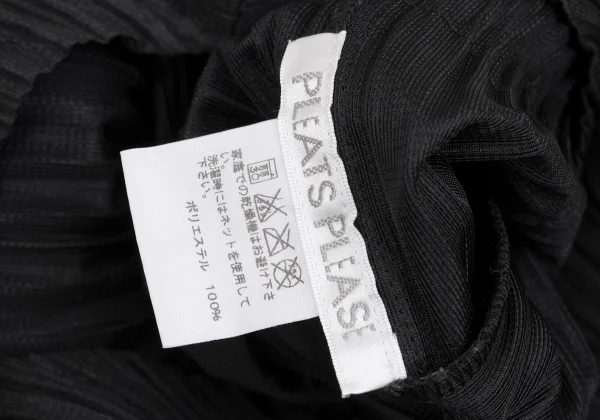 PLEATS PLEASE
家庭での乾燥機はお避け下さ
い。
洗濯時にはネットを使用して
下さい。
ポリエステル 100%